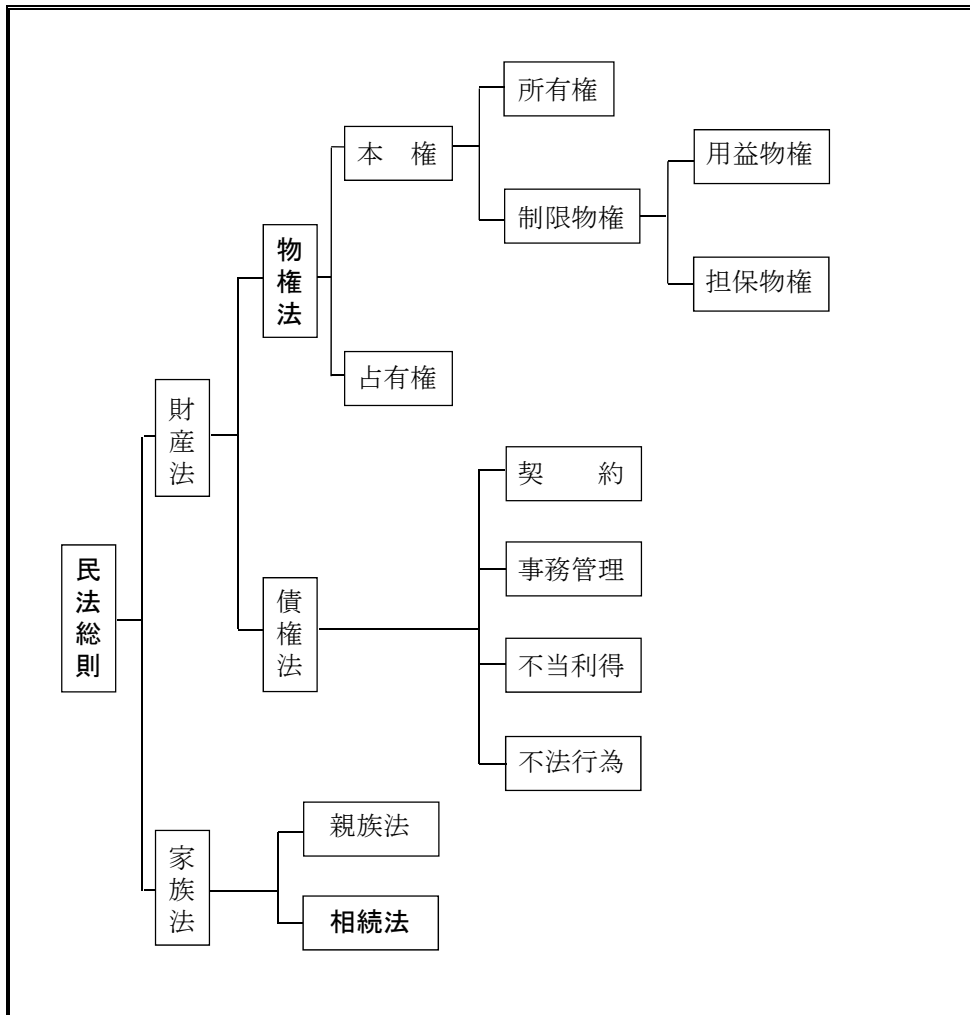 民法総則
財産法
物権法
本　権
所有権
制限物権
用益物権
担保物権
占有権
債権法
契　　約
事務管理
不当利得
不法行為
家族法
親族法
相続法